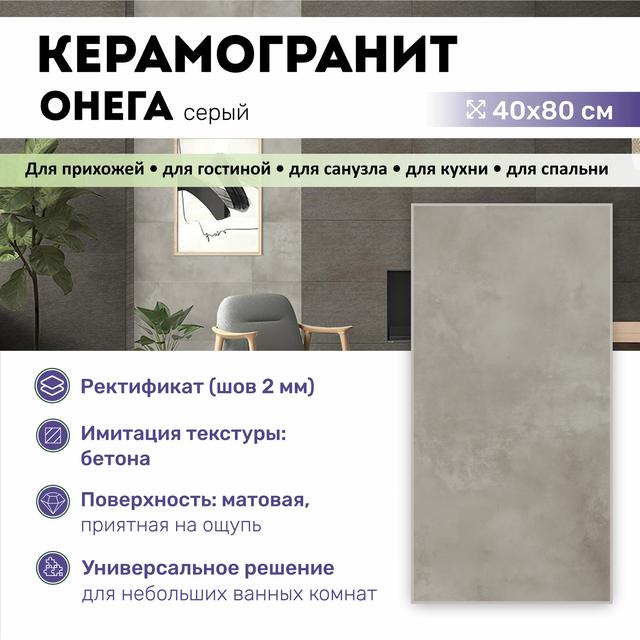 КЕРАМОГРАНИТ
ОНЕГА серый
40x80 см
Для прихожей • для гостиной • для санузла • для кухни • для спальни
Ректификат (шов 2 мм)
Имитация текстуры:
бетона
Поверхность: матовая,
приятная на ощупь
Универсальное решение
для небольших ванных комнат